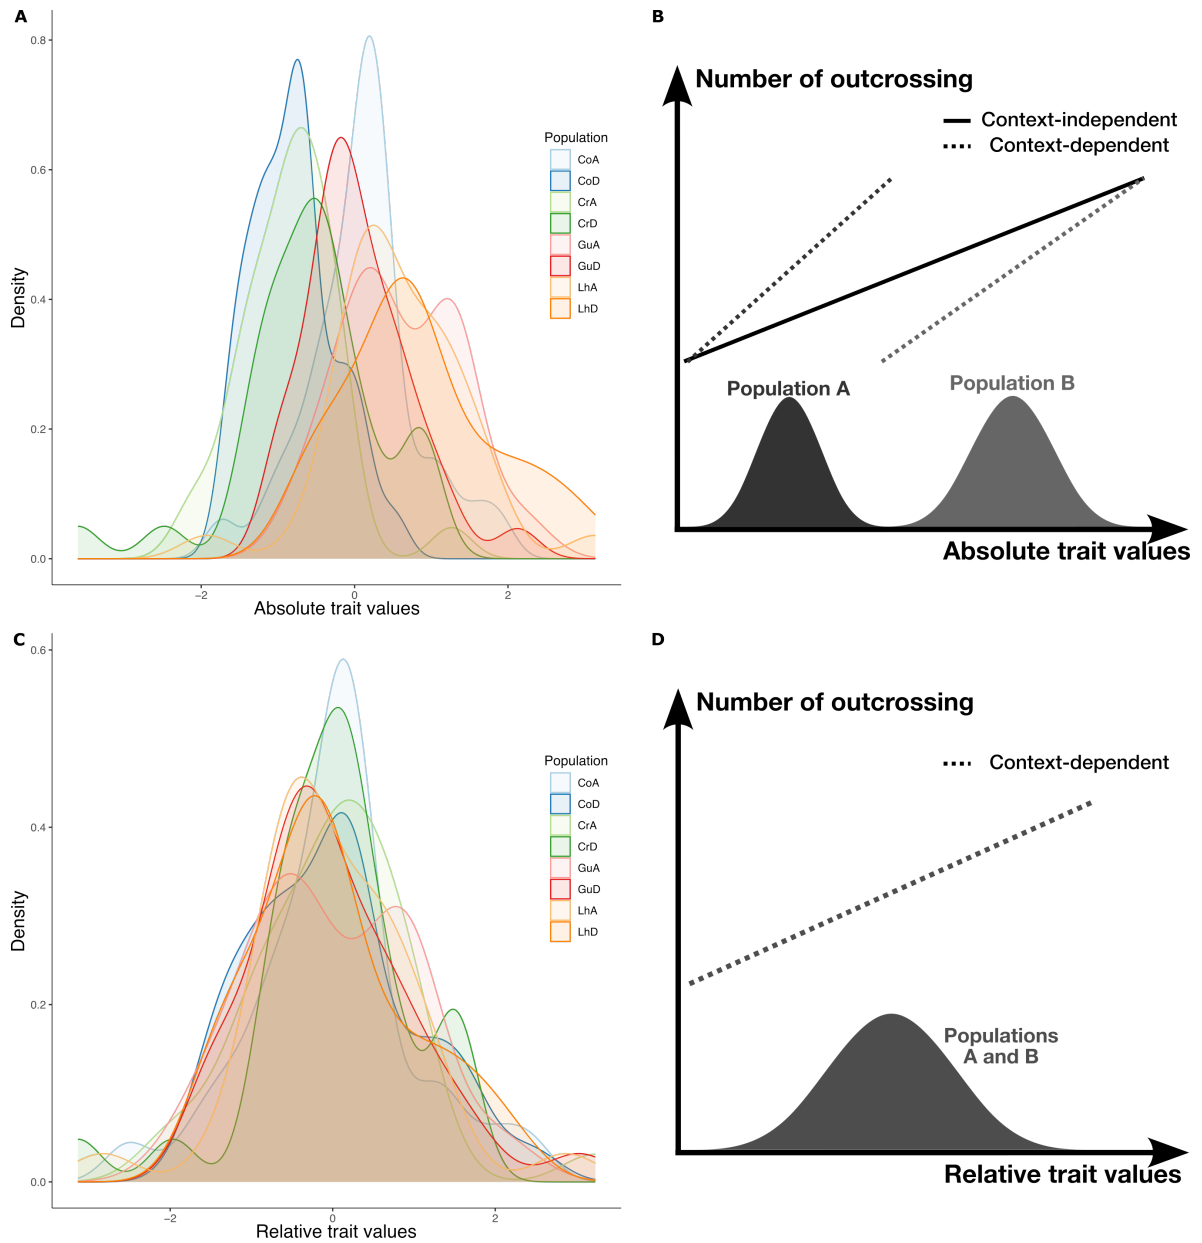 A
0.8
0.6
0.4
0.2
0.0
Density
−2
0
2
Absolute trait values
Population
CoA
CoD
CrA
CrD
GuA
GuD
LhA
LhD
B
Number of outcrossing
Context-independent
Context-dependent
Population A
Population B
Absolute trait values
C
0.6
0.4
0.2
0.0
Density
−2
0
2
Relative trait values
Population
CoA
CoD
CrA
CrD
GuA
GuD
LhA
LhD
D
Number of outcrossing
Context-dependent
Populations
A and B
Relative trait values